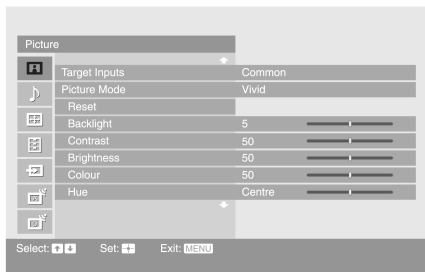 Picture
Target Inputs Common
Picture Mode Vivid
Reset
Backlight 5
Contrast 50
Brightness 50
Colour 50
Hue Centre
Select: Set: Exit: MENU